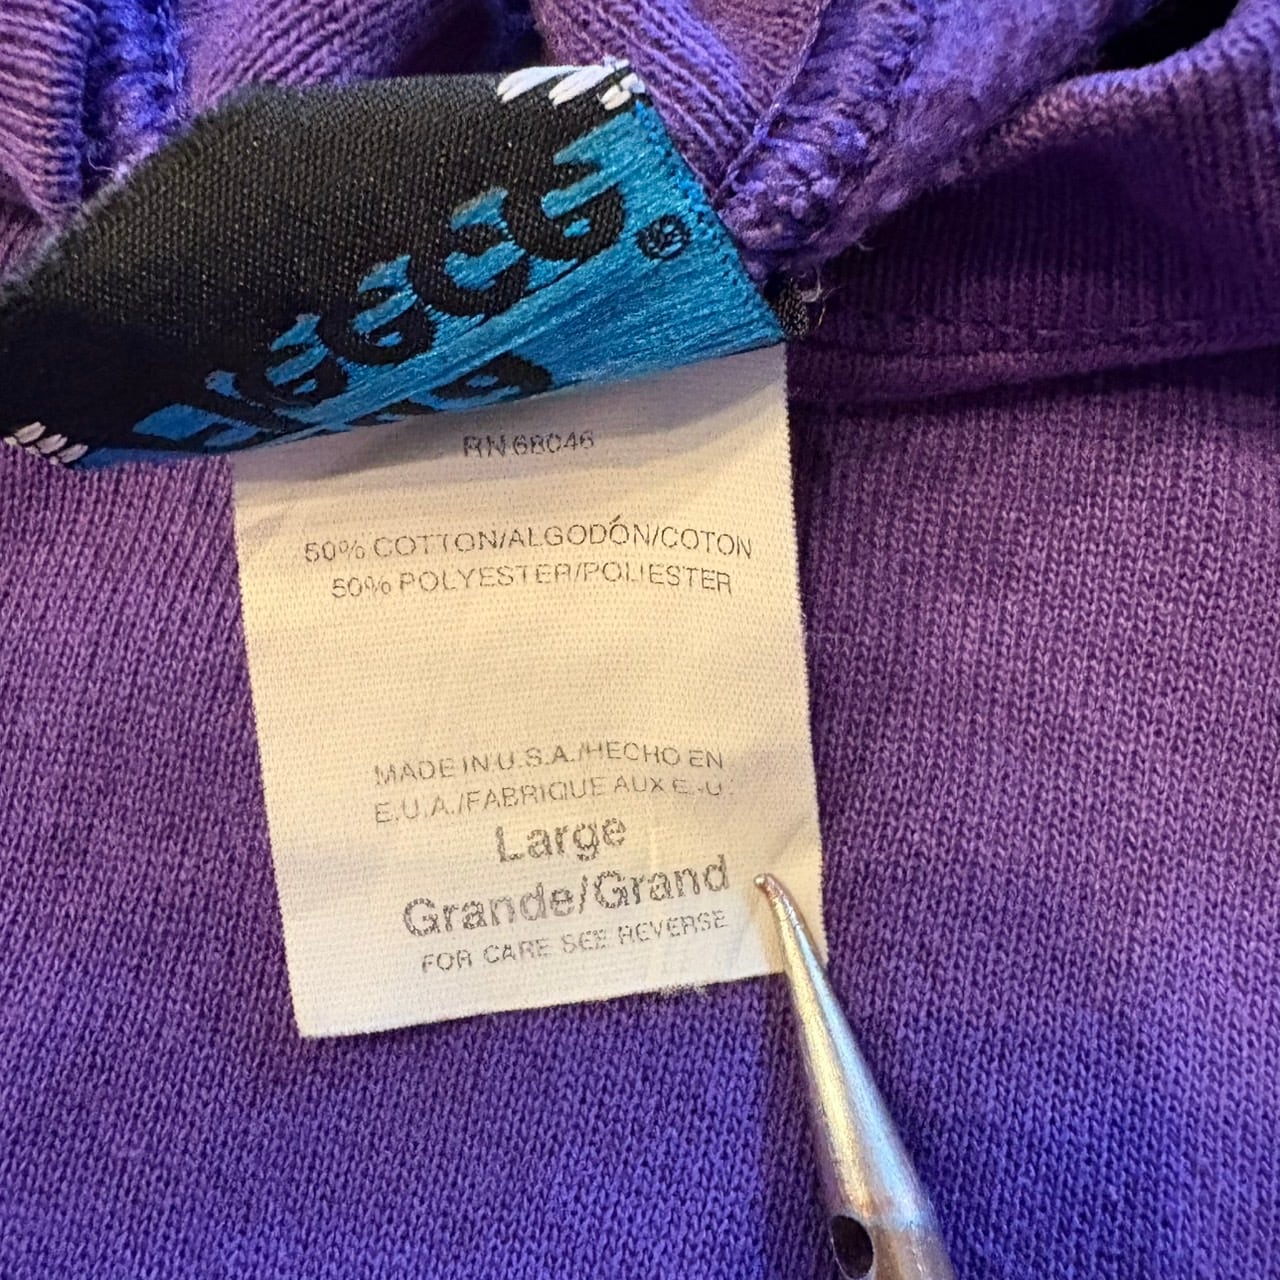 ®
RN 68046
50% COTTON/ALGODÓN/COTON
50% POLYESTER/POLIESTER
MADE IN U.S.A./HECHO EN
E.U.A./FABRIQUE AUX E.-U.
Large
Grande/Grand
FOR CARE SEE REVERSE